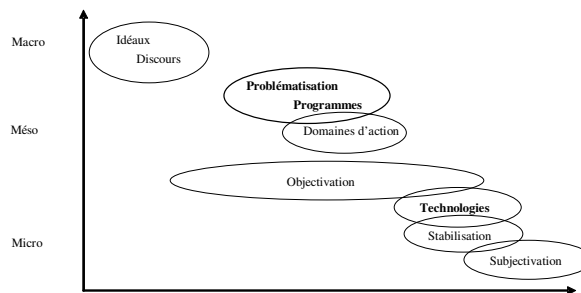 Macro
Idéaux
Discours
Problématisation
Programmes
Méso
Domaines d’action
Objectivation
Technologies
Stabilisation
Micro
Subjectivation